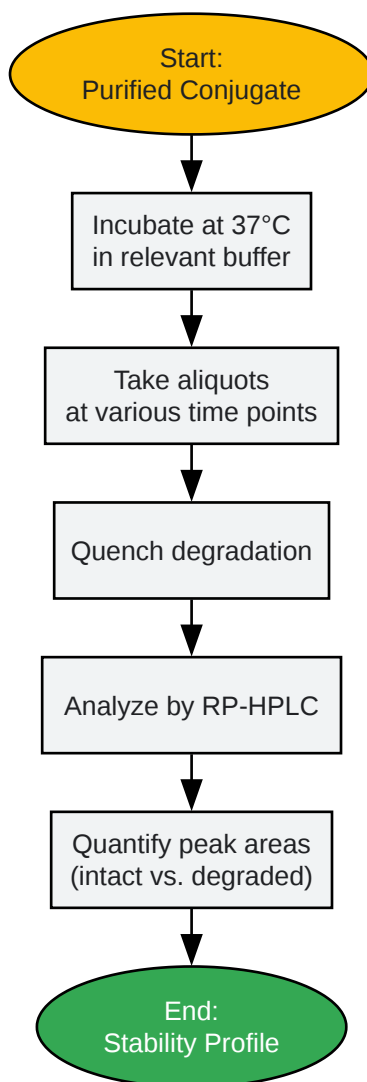 Start:
Purified Conjugate
Incubate at 37°C
in relevant buffer
Take aliquots
at various time points
Quench degradation
Analyze by RP-HPLC
Quantify peak areas
(intact vs. degraded)
End:
Stability Profile